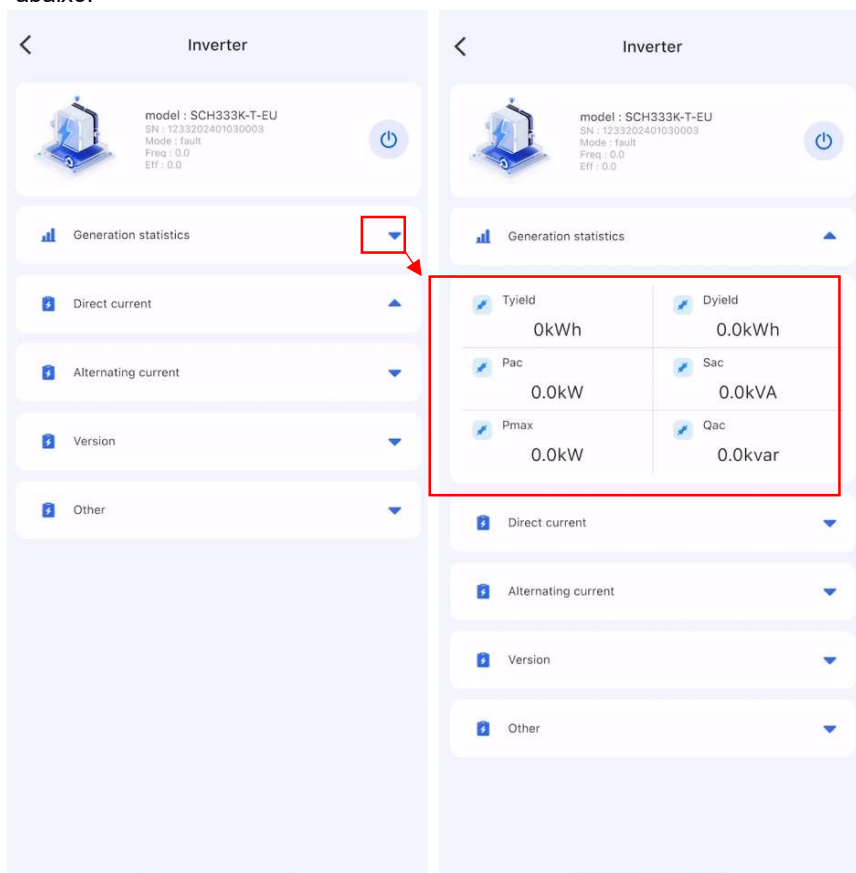 abaixo.
Inverter
model : SCH333K-T-EU
SN : 1233202401030003
Mode : fault
Freq : 0.0
Eff : 0.0
Generation statistics
Direct current
Alternating current
Version
Other
Inverter
model : SCH333K-T-EU
SN : 1233202401030003
Mode : fault
Freq : 0.0
Eff : 0.0
Generation statistics
Tyield
0kWh
Dyield
0.0kWh
Pac
0.0kW
Sac
0.0kVA
Pmax
0.0kW
Qac
0.0kvar
Direct current
Alternating current
Version
Other